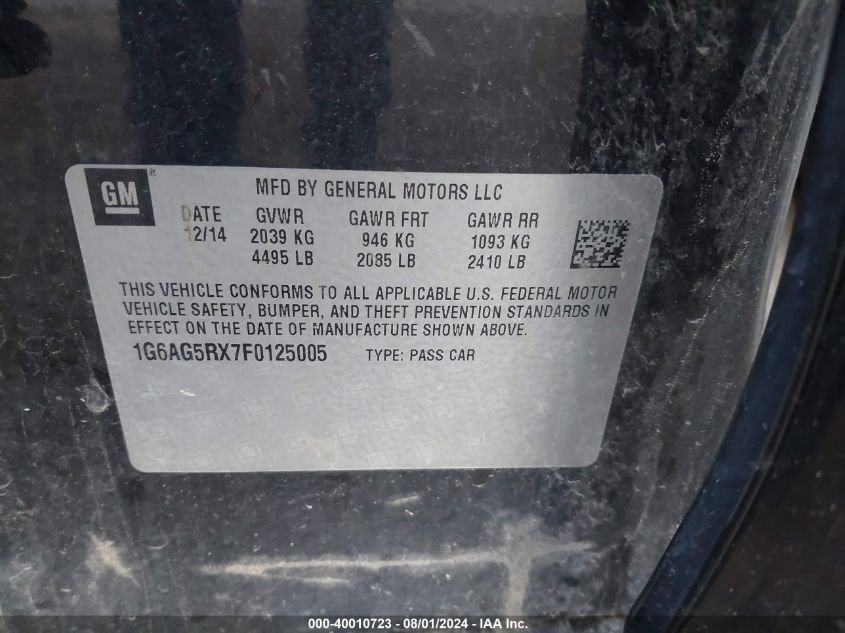 GM ®
MFD BY GENERAL MOTORS LLC
DATE GVWR GAWR FRT GAWR RR
12/14 2039 KG 946 KG 1093 KG
4495 LB 2085 LB 2410 LB
THIS VEHICLE CONFORMS TO ALL APPLICABLE U.S. FEDERAL MOTOR
VEHICLE SAFETY, BUMPER, AND THEFT PREVENTION STANDARDS IN
EFFECT ON THE DATE OF MANUFACTURE SHOWN ABOVE.
1G6AG5RX7F0125005 TYPE: PASS CAR
000-40010723 - 08/01/2024 - IAA Inc.